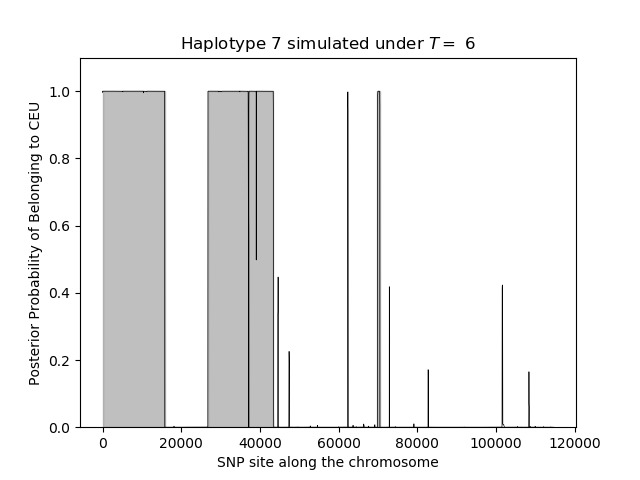 Haplotype 7 simulated under T = 6
Posterior Probability of Belonging to CEU
1.0
0.8
0.6
0.4
0.2
0.0
0 20000 40000 60000 80000 100000 120000
SNP site along the chromosome